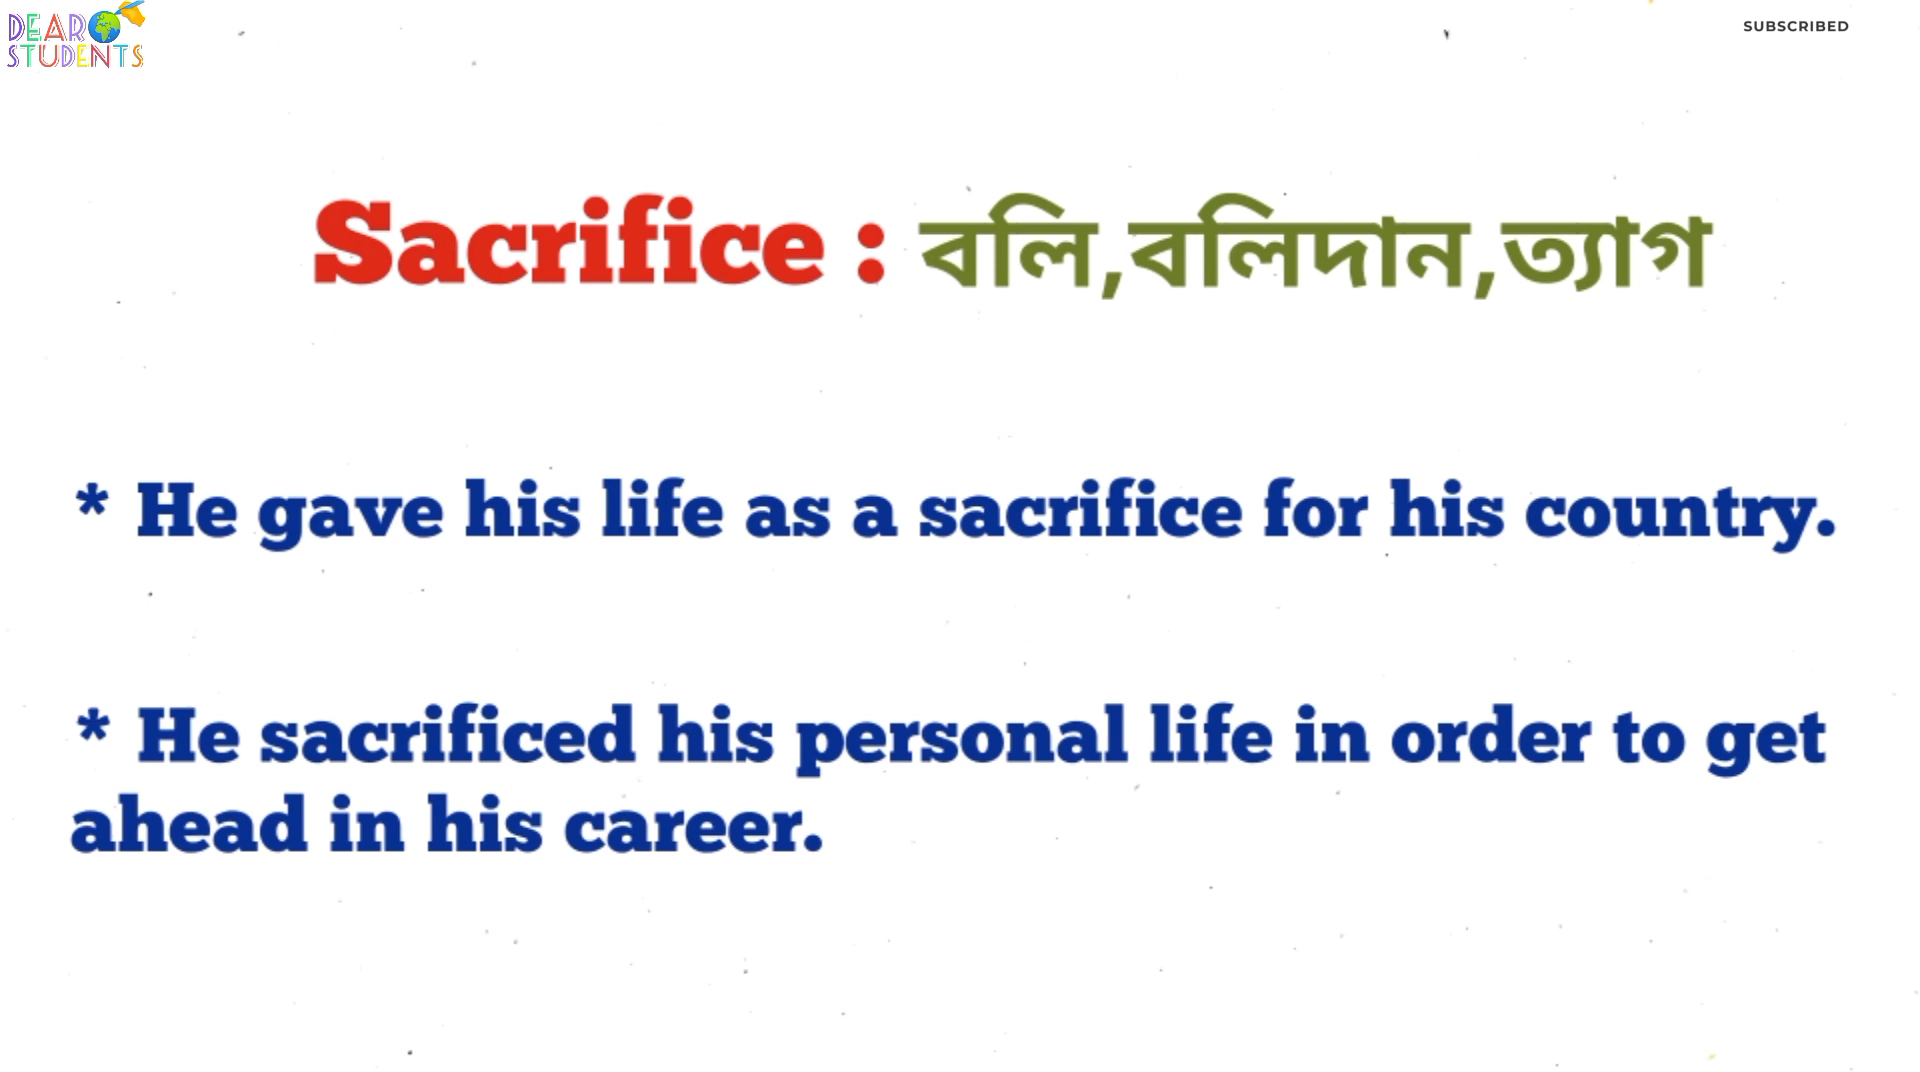 DEAR
STUDENTS
SUBSCRIBED
Sacrifice : বলি,বলিদান,ত্যাগ
* He gave his life as a sacrifice for his country.
* He sacrificed his personal life in order to get
ahead in his career.